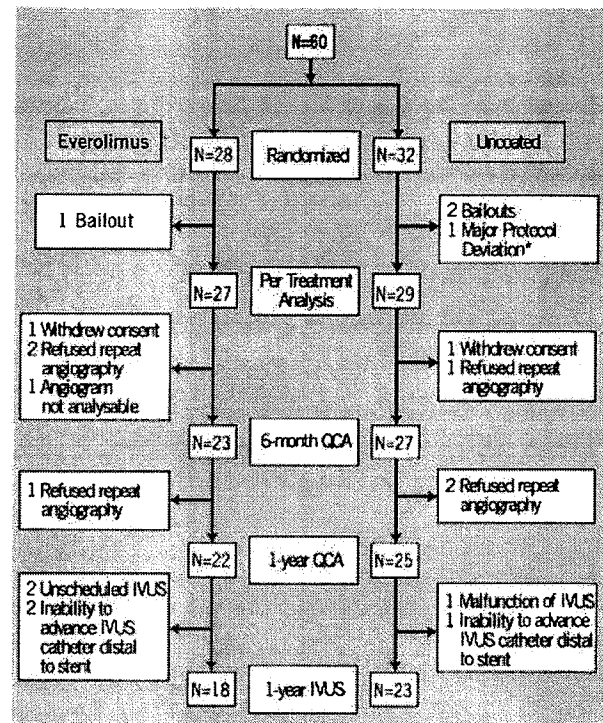 N=60
Everolimus
N=28
Randomized
N=32
Uncoated
1 Bailout
2 Bailouts
1 Major Protocol
Deviation*
N=27
Per Treatment
Analysis
N=29
1 Withdrew consent
2 Refused repeat
angiography
1 Angiogram
not analysable
1 Withdrew consent
1 Refused repeat
angiography
N=23
6-month QCA
N=27
1 Refused repeat
angiography
2 Refused repeat
angiography
N=22
1-year QCA
N=25
2 Unscheduled IVUS
2 Inability to
advance IVUS
catheter distal
to stent
1 Malfunction of IVUS
1 Inability to advance
IVUS catheter distal
to stent
N=18
1-year IVUS
N=23